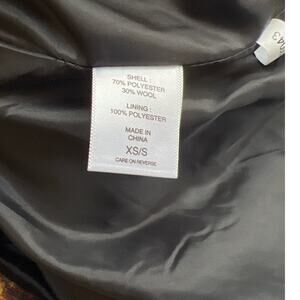 SHELL :
70% POLYESTER
30% WOOL
LINING :
100% POLYESTER
MADE IN
CHINA
XS/S
CARE ON REVERSE